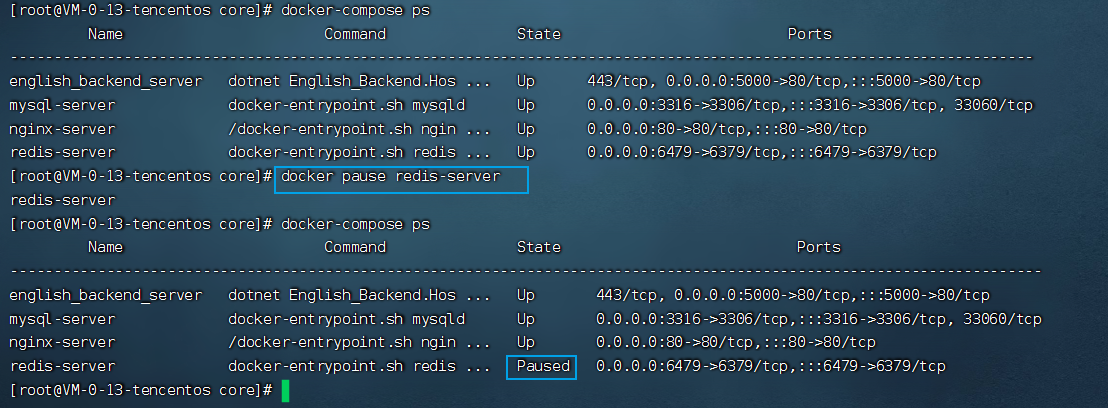 [root@VM-0-13-tencentos core]# docker-compose ps
Name Command State Ports
-----------------------------------------------------------------------------------------------------------------------
english_backend_server dotnet English_Backend.Hos ... Up 443/tcp, 0.0.0.0:5000->80/tcp,:::5000->80/tcp
mysql-server docker-entrypoint.sh mysqld Up 0.0.0.0:3316->3306/tcp,:::3316->3306/tcp, 33060/tcp
nginx-server /docker-entrypoint.sh ngin ... Up 0.0.0.0:80->80/tcp,:::80->80/tcp
redis-server docker-entrypoint.sh redis ... Up 0.0.0.0:6479->6379/tcp,:::6479->6379/tcp
[root@VM-0-13-tencentos core]# docker pause redis-server
redis-server
[root@VM-0-13-tencentos core]# docker-compose ps
Name Command State Ports
------------------------------------------------------------------------------------------------------------------------
english_backend_server dotnet English_Backend.Hos ... Up 443/tcp, 0.0.0.0:5000->80/tcp,:::5000->80/tcp
mysql-server docker-entrypoint.sh mysqld Up 0.0.0.0:3316->3306/tcp,:::3316->3306/tcp, 33060/tcp
nginx-server /docker-entrypoint.sh ngin ... Up 0.0.0.0:80->80/tcp,:::80->80/tcp
redis-server docker-entrypoint.sh redis ... Paused 0.0.0.0:6479->6379/tcp,:::6479->6379/tcp
[root@VM-0-13-tencentos core]#